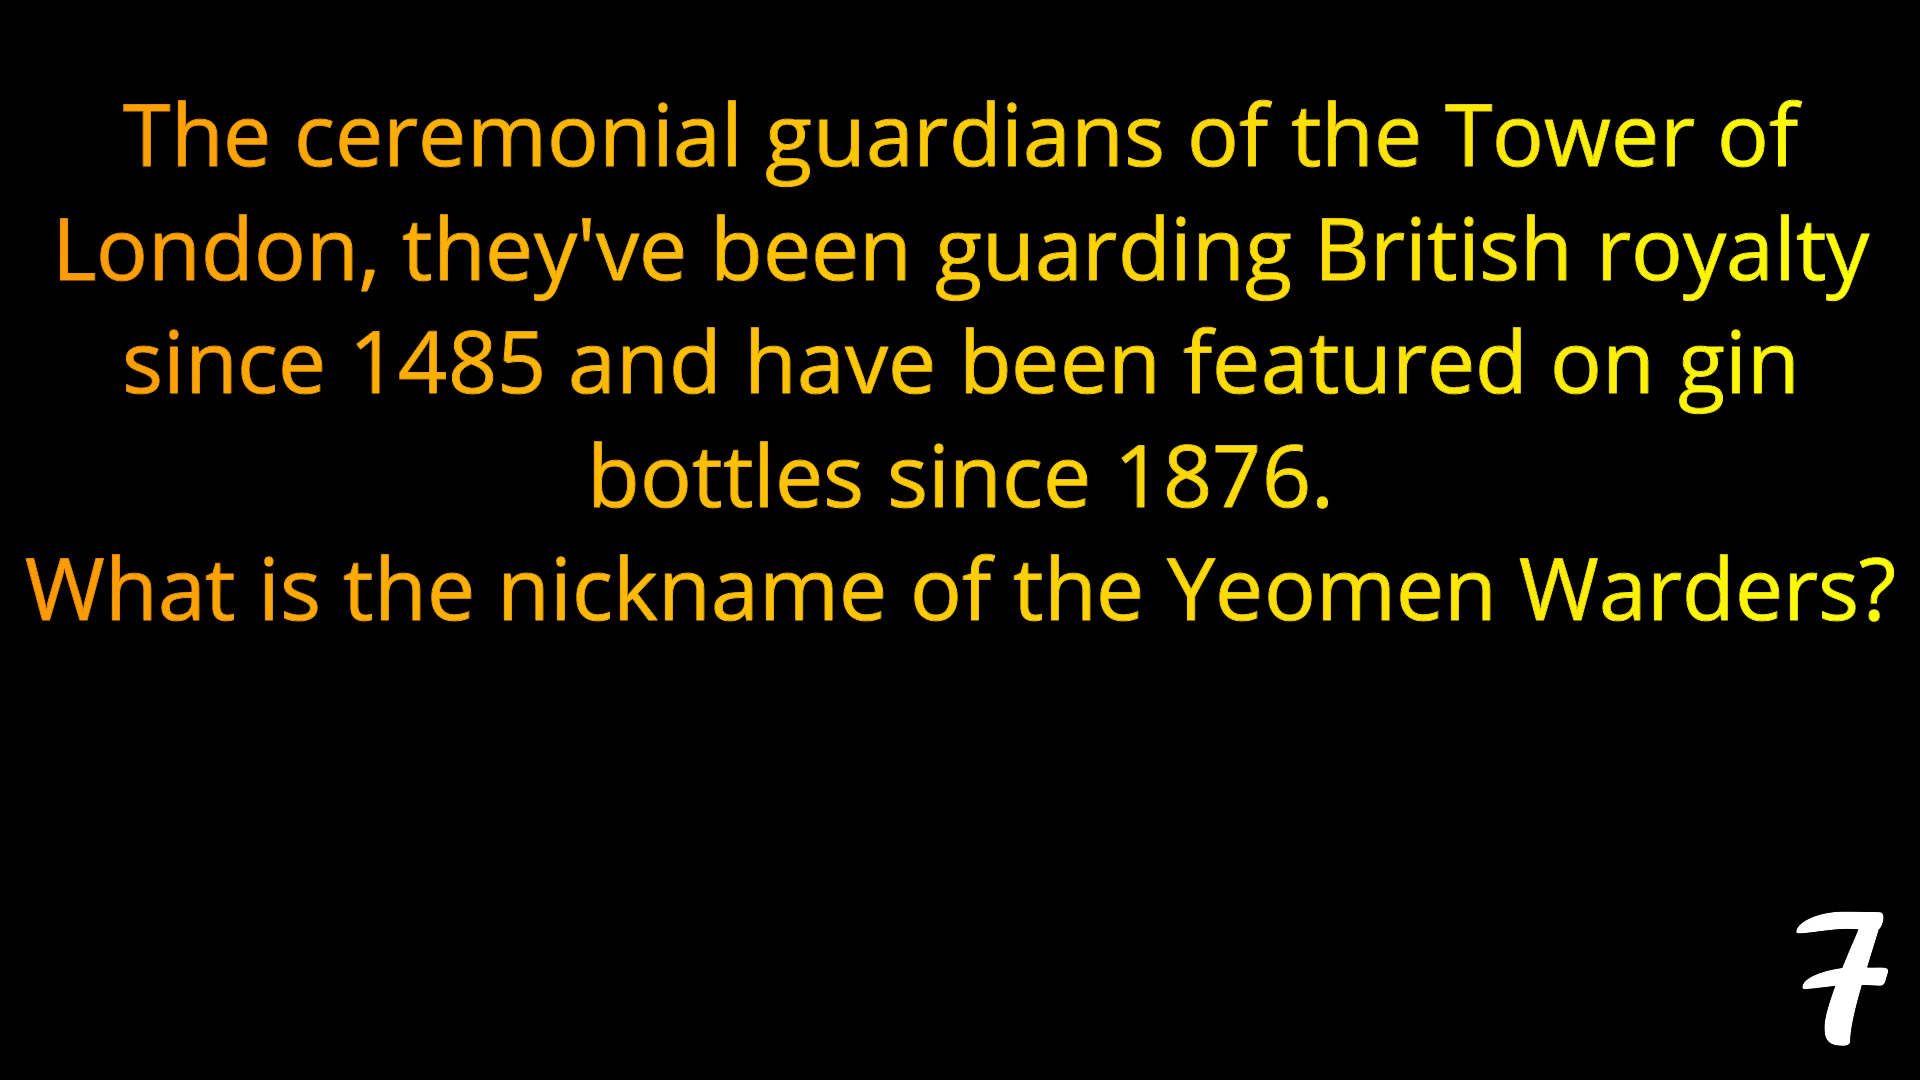 The ceremonial guardians of the Tower of
London, they've been guarding British royalty
since 1485 and have been featured on gin
bottles since 1876.
What is the nickname of the Yeomen Warders?
7